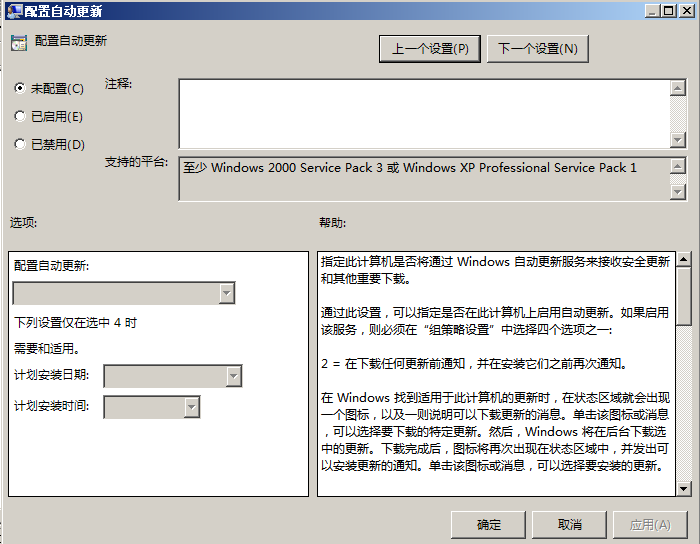 配置自动更新
配置自动更新
上一个设置(P)
下一个设置(N)
未配置(C)
注释:
已启用(E)
已禁用(D)
支持的平台:
至少 Windows 2000 Service Pack 3 或 Windows XP Professional Service Pack 1
选项:
帮助:
配置自动更新:
下列设置仅在选中 4 时
需要和适用。
计划安装日期:
计划安装时间:
指定此计算机是否将通过 Windows 自动更新服务来接收安全更新
和其他重要下载。
通过此设置，可以指定是否在此计算机上启用自动更新。如果启用
该服务，则必须在“组策略设置”中选择四个选项之一:
2 = 在下载任何更新前通知，并在安装它们之前再次通知。
在 Windows 找到适用于此计算机的更新时，在状态区域就会出现
一个图标，以及一则说明可以下载更新的消息。单击该图标或消息
，可以选择要下载的特定更新。然后，Windows 将在后台下载选
中的更新。下载完成后，图标将再次出现在状态区域中，并发出可
以安装更新的通知。单击该图标或消息，可以选择要安装的更新。
确定
取消
应用(A)